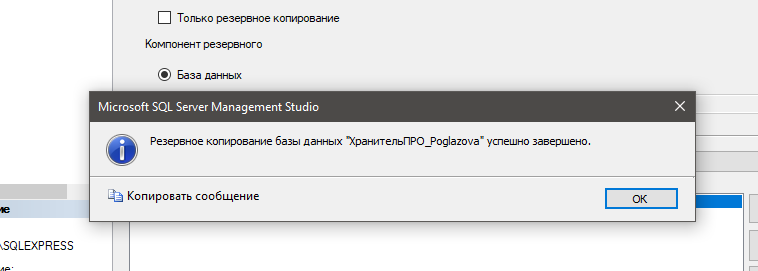 Только резервное копирование
Компонент резервного
База данных
Microsoft SQL Server Management Studio
Резервное копирование базы данных "ХранительПРО_Poglazova" успешно завершено.
Копировать сообщение
OK
ие
\SQLEXPRESS
ие: